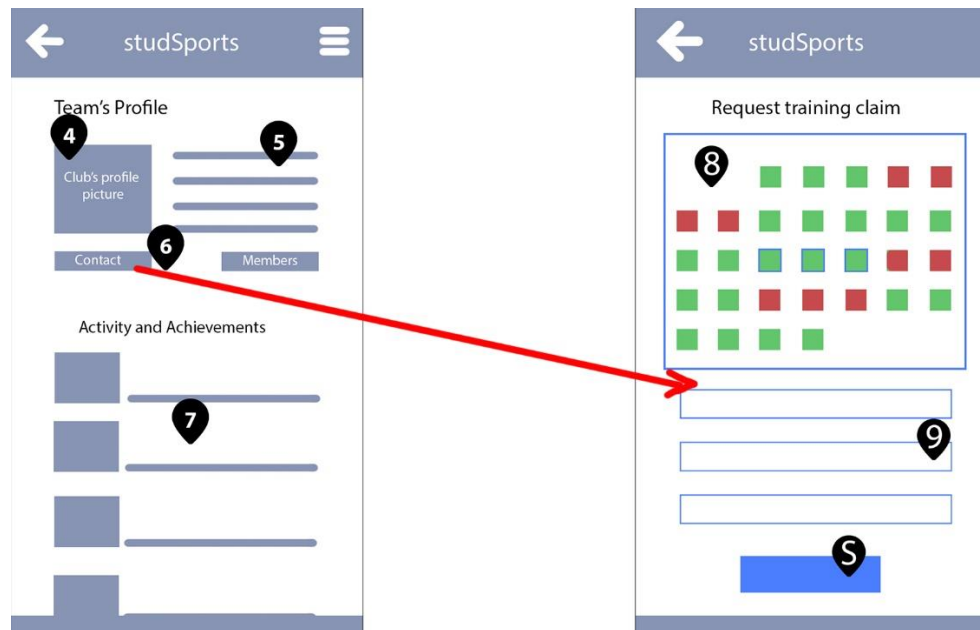 studSports
Team's Profile
4
5
Club's profile
picture
6
Contact
Members
Activity and Achievements
7
studSports
Request training claim
8
9
S